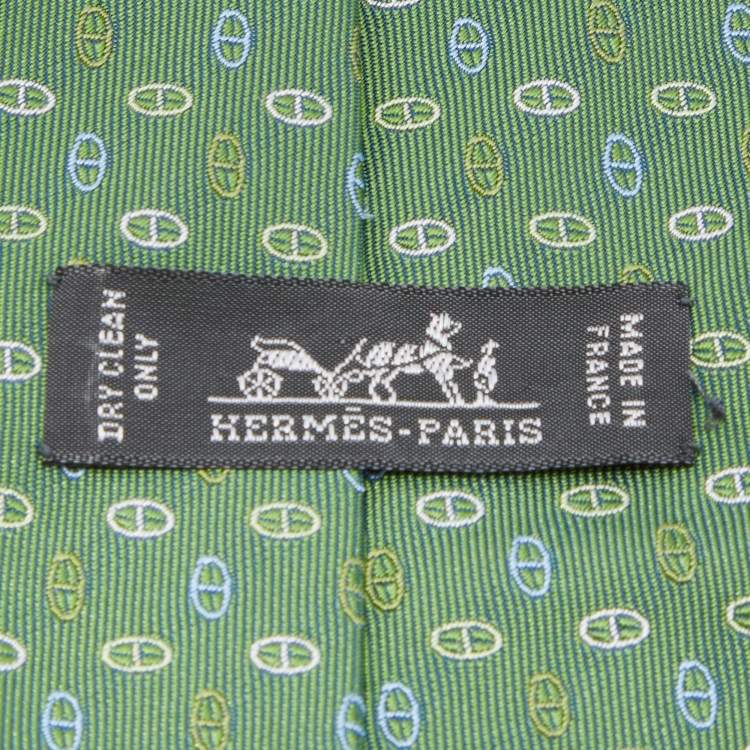 DRY CLEAN
ONLY
HERMÈS-PARIS
MADE IN
FRANCE